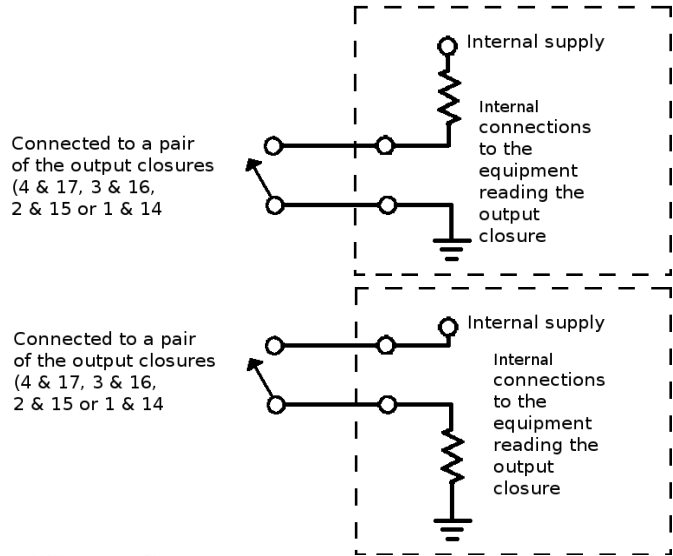 Internal supply
Internal
connections
to the
equipment
reading the
output
closure
Connected to a pair
of the output closures
(4 & 17, 3 & 16,
2 & 15 or 1 & 14
Internal supply
Internal
connections
to the
equipment
reading the
output
closure
Connected to a pair
of the output closures
(4 & 17, 3 & 16,
2 & 15 or 1 & 14